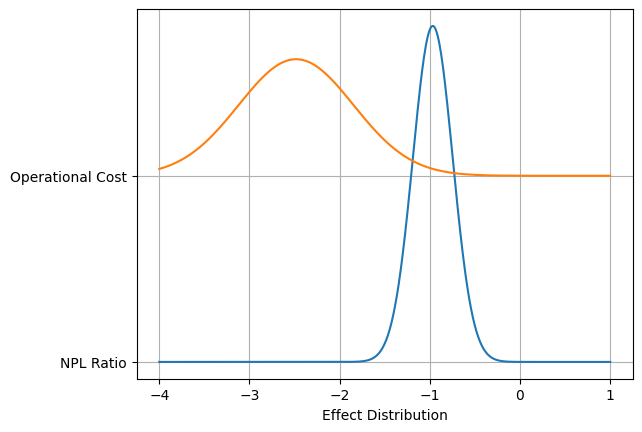 Operational Cost
NPL Ratio
−4 −3 −2 −1 0 1
Effect Distribution